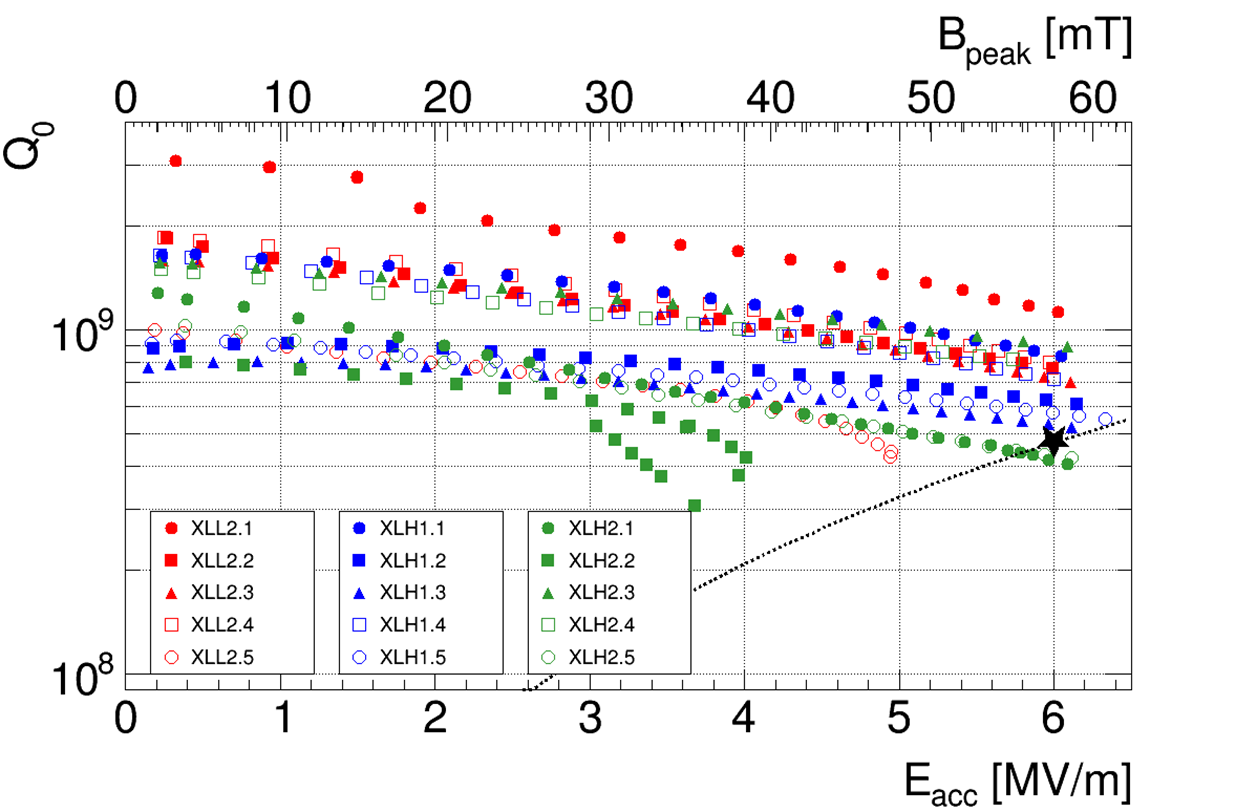 B_peak [mT]
0 10 20 30 40 50 60
Q_0
10^9
10^8
XLL2.1 XLH1.1 XLH2.1
XLL2.2 XLH1.2 XLH2.2
XLL2.3 XLH1.3 XLH2.3
XLL2.4 XLH1.4 XLH2.4
XLL2.5 XLH1.5 XLH2.5
0 1 2 3 4 5 6
E_acc [MV/m]